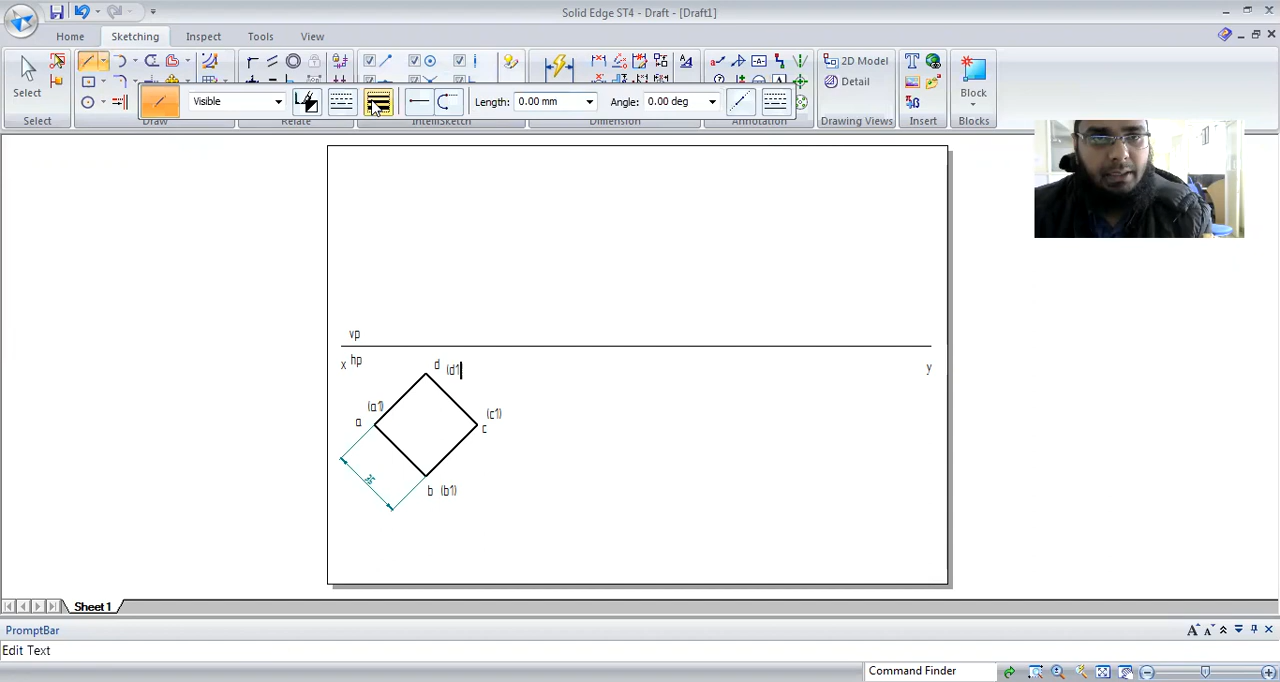 Solid Edge ST4 - Draft - [Draft1]
Home Sketching Inspect Tools View
Select
2D Model
Detail
Block
Visible
Length: 0.00 mm
Angle: 0.00 deg
Select Draw Relate IntelliSketch Dimension Annotation Drawing Views Insert Blocks
vp
x hp
y
d (d1
(a1)
a
(c1)
c
35
b (b1)
Sheet1
PromptBar
Edit Text
Command Finder